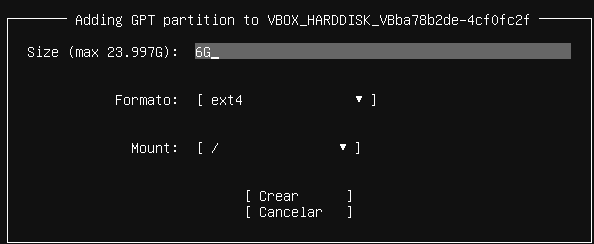 Adding GPT partition to VBOX_HARDDISK_VBba78b2de-4cf0fc2f
Size (max 23.997G): 6G_
Formato: [ ext4 ▼ ]
Mount: [ / ▼ ]
[ Crear ]
[ Cancelar ]